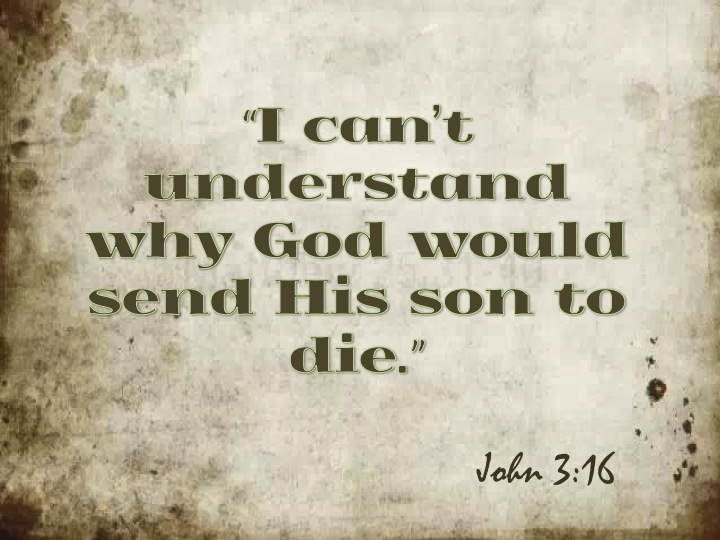 “I can’t
understand
why God would
send His son to
die.”
John 3:16